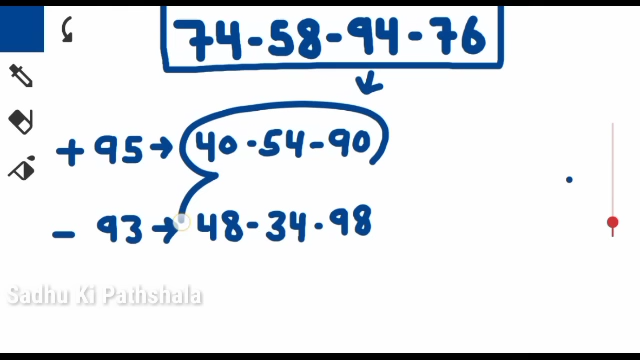 74-58-94-76
+ 95 → 40-54-90
- 93 → 48-34-98
Sadhu Ki Pathshala